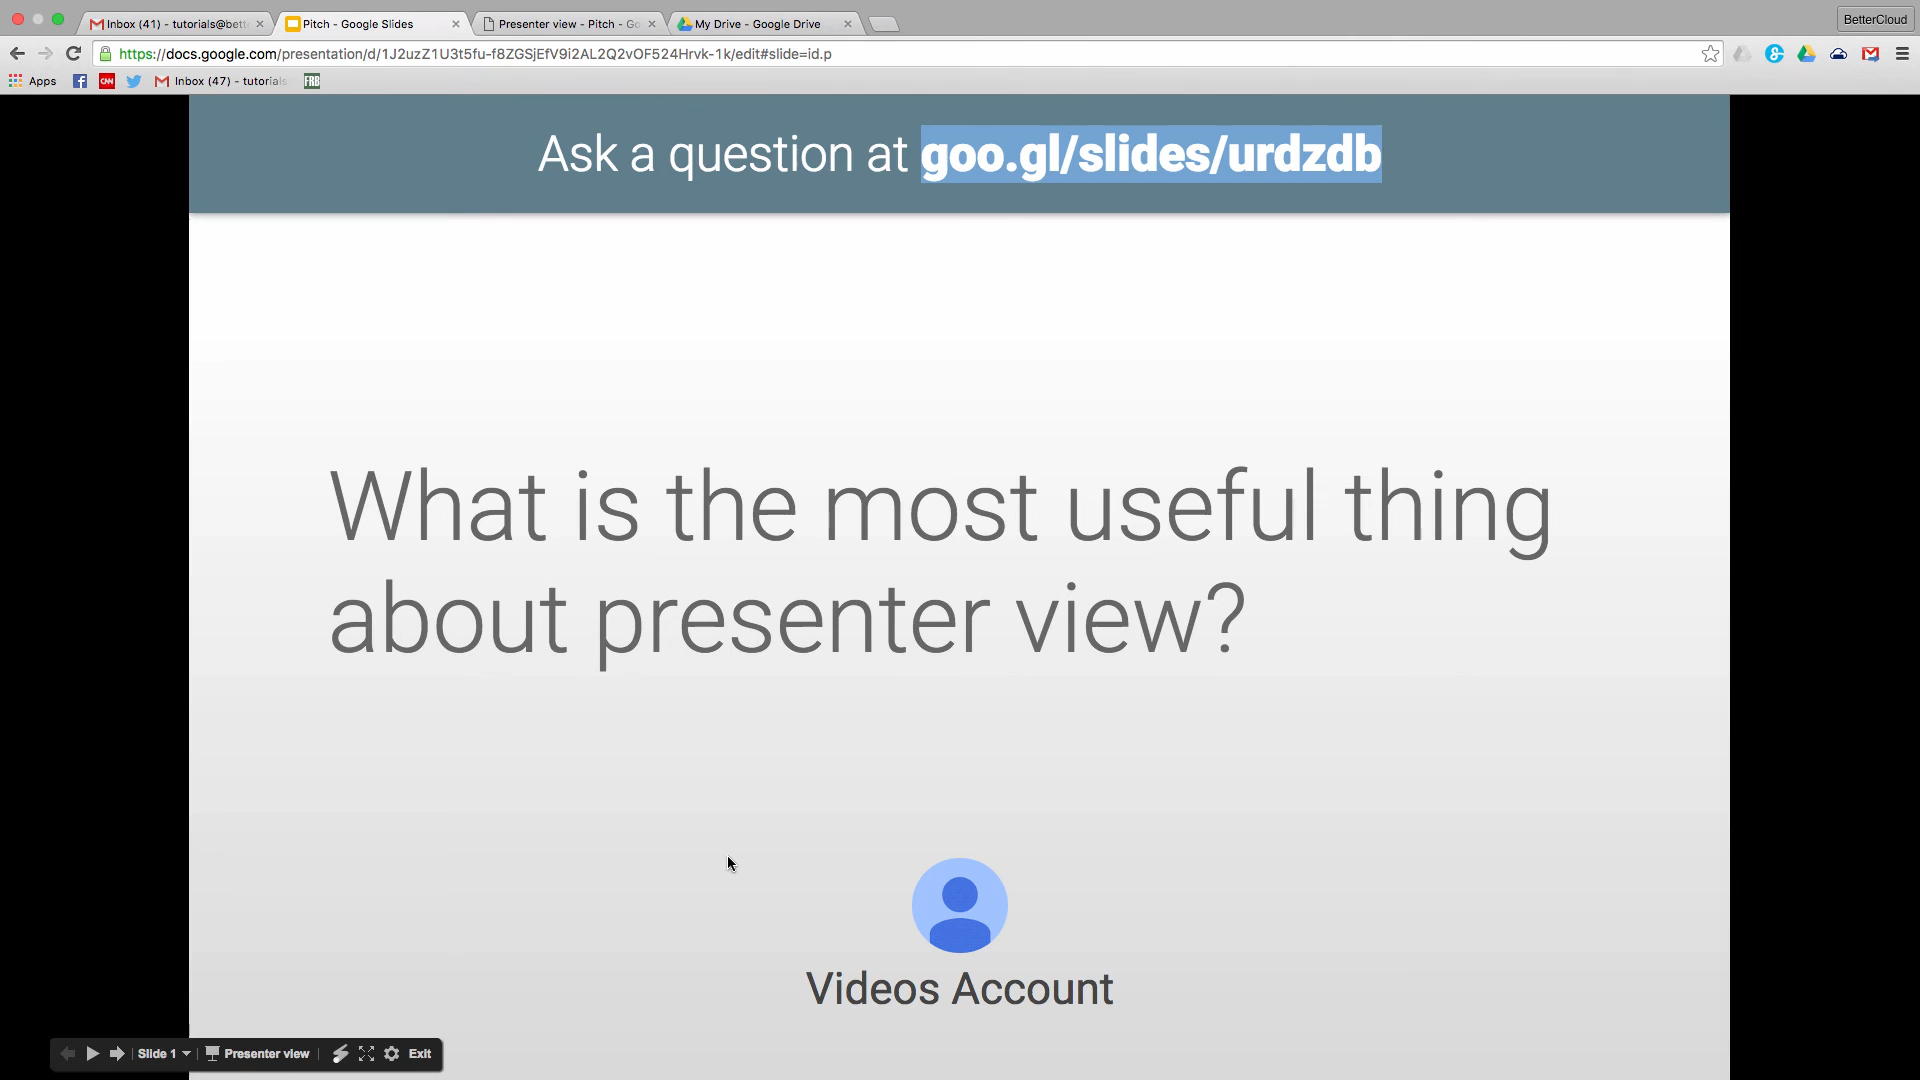 Inbox (41) - tutorials@bett
Pitch - Google Slides
Presenter view - Pitch - Go
My Drive - Google Drive
BetterCloud
https://docs.google.com/presentation/d/1J2uzZ1U3t5fu-f8ZGSjEfV9i2AL2Q2vOF524Hrvk-1k/edit#slide=id.p
Apps
CNN
Inbox (47) - tutorials
FRB
Ask a question at goo.gl/slides/urdzdb
What is the most useful thing
about presenter view?
Videos Account
Slide 1
Presenter view
Exit